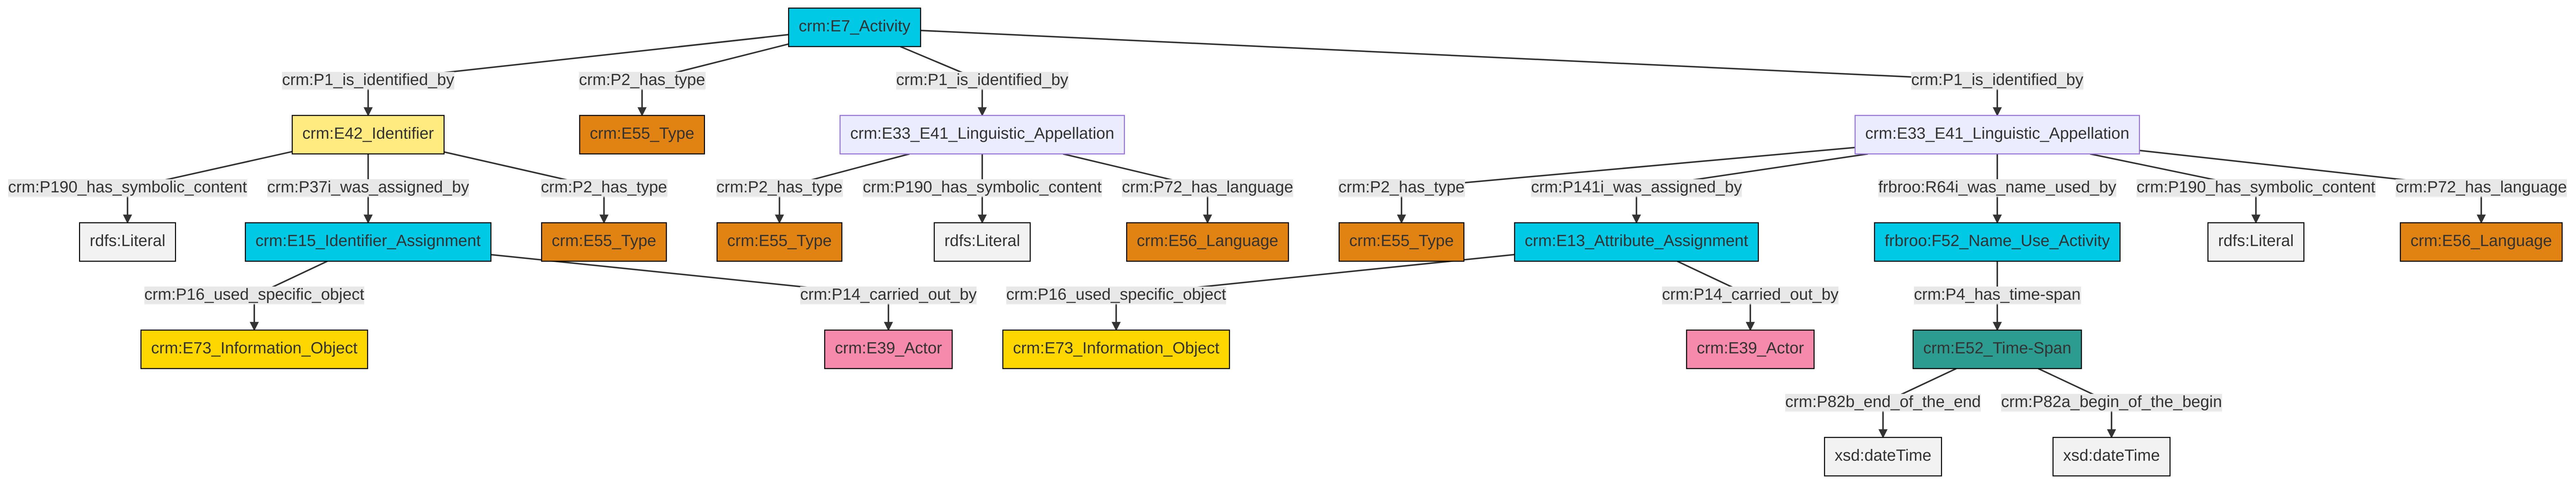 crm:E7_Activity
crm:P1_is_identified_by
crm:P2_has_type
crm:P1_is_identified_by
crm:P1_is_identified_by
crm:E42_Identifier
crm:E55_Type
crm:E33_E41_Linguistic_Appellation
crm:E33_E41_Linguistic_Appellation
crm:P190_has_symbolic_content
crm:P37i_was_assigned_by
crm:P2_has_type
crm:P2_has_type
crm:P190_has_symbolic_content
crm:P72_has_language
crm:P2_has_type
crm:P141i_was_assigned_by
frbroo:R64i_was_name_used_by
crm:P190_has_symbolic_content
crm:P72_has_language
rdfs:Literal
crm:E15_Identifier_Assignment
crm:E55_Type
crm:E55_Type
rdfs:Literal
crm:E56_Language
crm:E55_Type
crm:E13_Attribute_Assignment
frbroo:F52_Name_Use_Activity
rdfs:Literal
crm:E56_Language
crm:P16_used_specific_object
crm:P14_carried_out_by
crm:P16_used_specific_object
crm:P14_carried_out_by
crm:P4_has_time-span
crm:E73_Information_Object
crm:E39_Actor
crm:E73_Information_Object
crm:E39_Actor
crm:E52_Time-Span
crm:P82b_end_of_the_end
crm:P82a_begin_of_the_begin
xsd:dateTime
xsd:dateTime